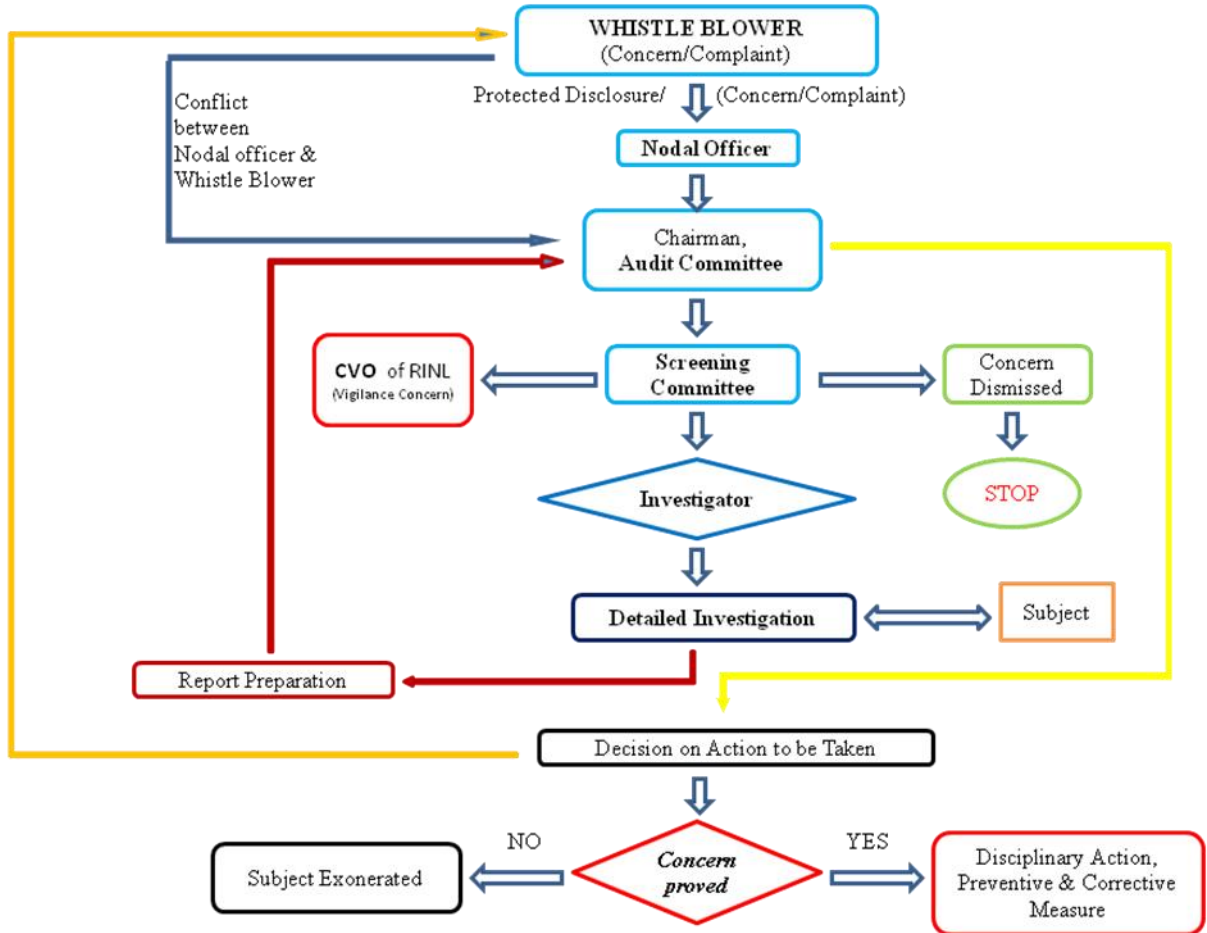 WHISTLE BLOWER
(Concern/Complaint)
Protected Disclosure/ (Concern/Complaint)
Conflict
between
Nodal officer &
Whistle Blower
Nodal Officer
Chairman,
Audit Committee
CVO of RINL
(Vigilance Concern)
Screening
Committee
Concern
Dismissed
Investigator
STOP
Detailed Investigation
Subject
Report Preparation
Decision on Action to be Taken
NO
YES
Subject Exonerated
Concern
proved
Disciplinary Action,
Preventive & Corrective
Measure